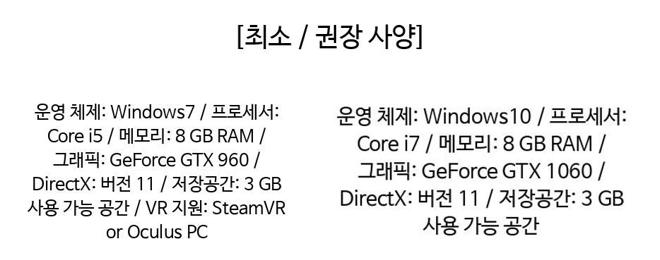 [최소 / 권장 사양]
운영 체제: Windows7 / 프로세서:
Core i5 / 메모리: 8 GB RAM /
그래픽: GeForce GTX 960 /
DirectX: 버전 11 / 저장공간: 3 GB
사용 가능 공간 / VR 지원: SteamVR
or Oculus PC
운영 체제: Windows10 / 프로세서:
Core i7 / 메모리: 8 GB RAM /
그래픽: GeForce GTX 1060 /
DirectX: 버전 11 / 저장공간: 3 GB
사용 가능 공간